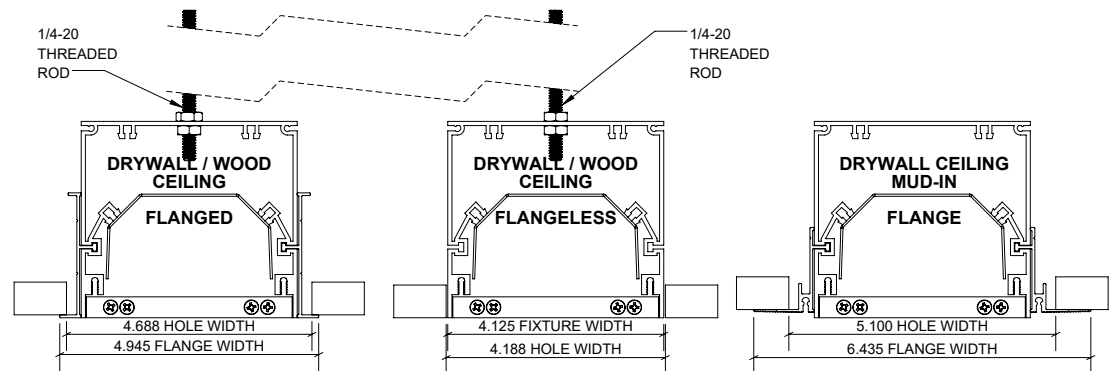 1/4-20
THREADED
ROD
1/4-20
THREADED
ROD
DRYWALL / WOOD
CEILING
FLANGED
4.688 HOLE WIDTH
4.945 FLANGE WIDTH
DRYWALL / WOOD
CEILING
FLANGELESS
4.125 FIXTURE WIDTH
4.188 HOLE WIDTH
DRYWALL CEILING
MUD-IN
FLANGE
5.100 HOLE WIDTH
6.435 FLANGE WIDTH